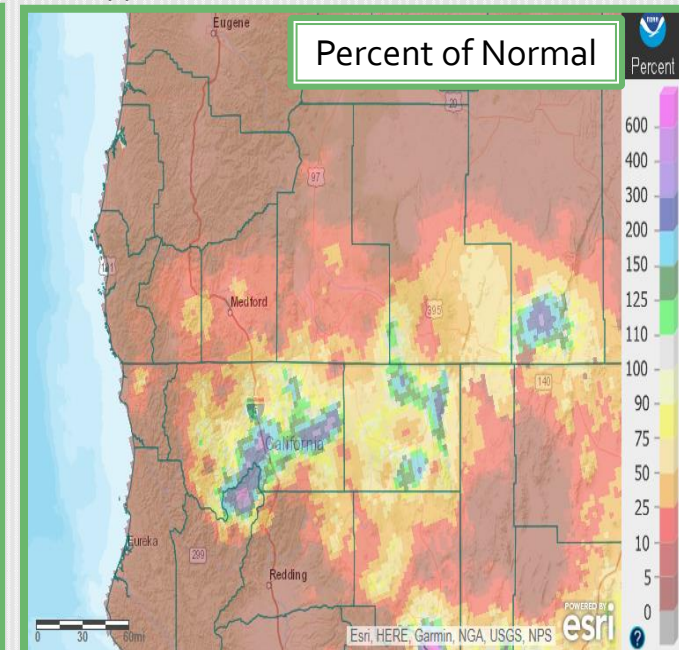 Eugene
Percent of Normal
Percent
20
97
Medford
395
140
5
California
Eureka
299
Redding
0 30 60mi
Esri, HERE, Garmin, NGA, USGS, NPS
POWERED BY
esri
600
400
300
200
150
125
110
100
90
75
50
25
10
5
0
?